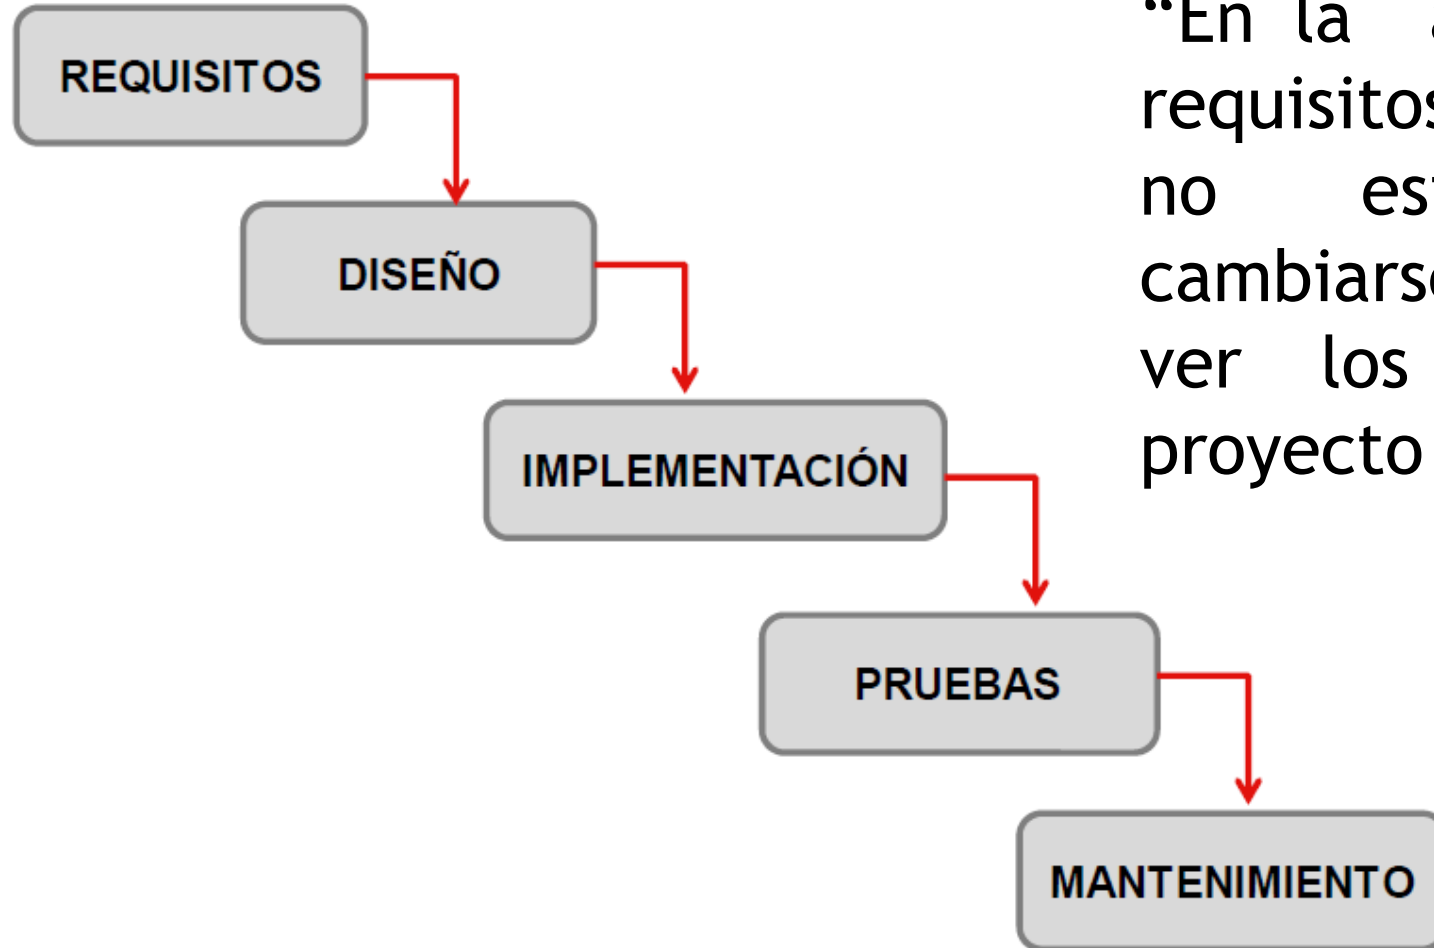 REQUISITOS
DISEÑO
IMPLEMENTACIÓN
PRUEBAS
MANTENIMIENTO
“En la
no
ver los
proyecto